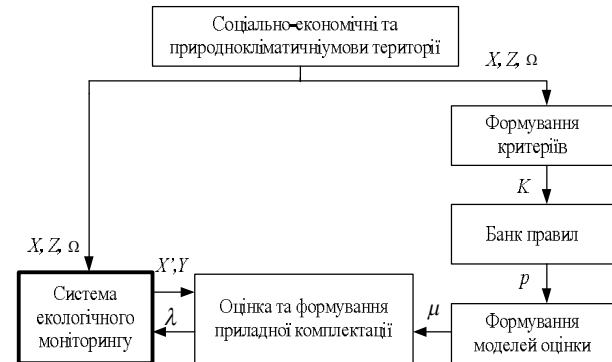 Соціально-економічні та
природнокліматичніумови території
X, Z, Ω
Формування
критеріїв
K
Банк правил
p
Формування
моделей оцінки
μ
Оцінка та формування
приладної комплектації
X',Y
λ
X, Z, Ω
Система
екологічного
моніторингу